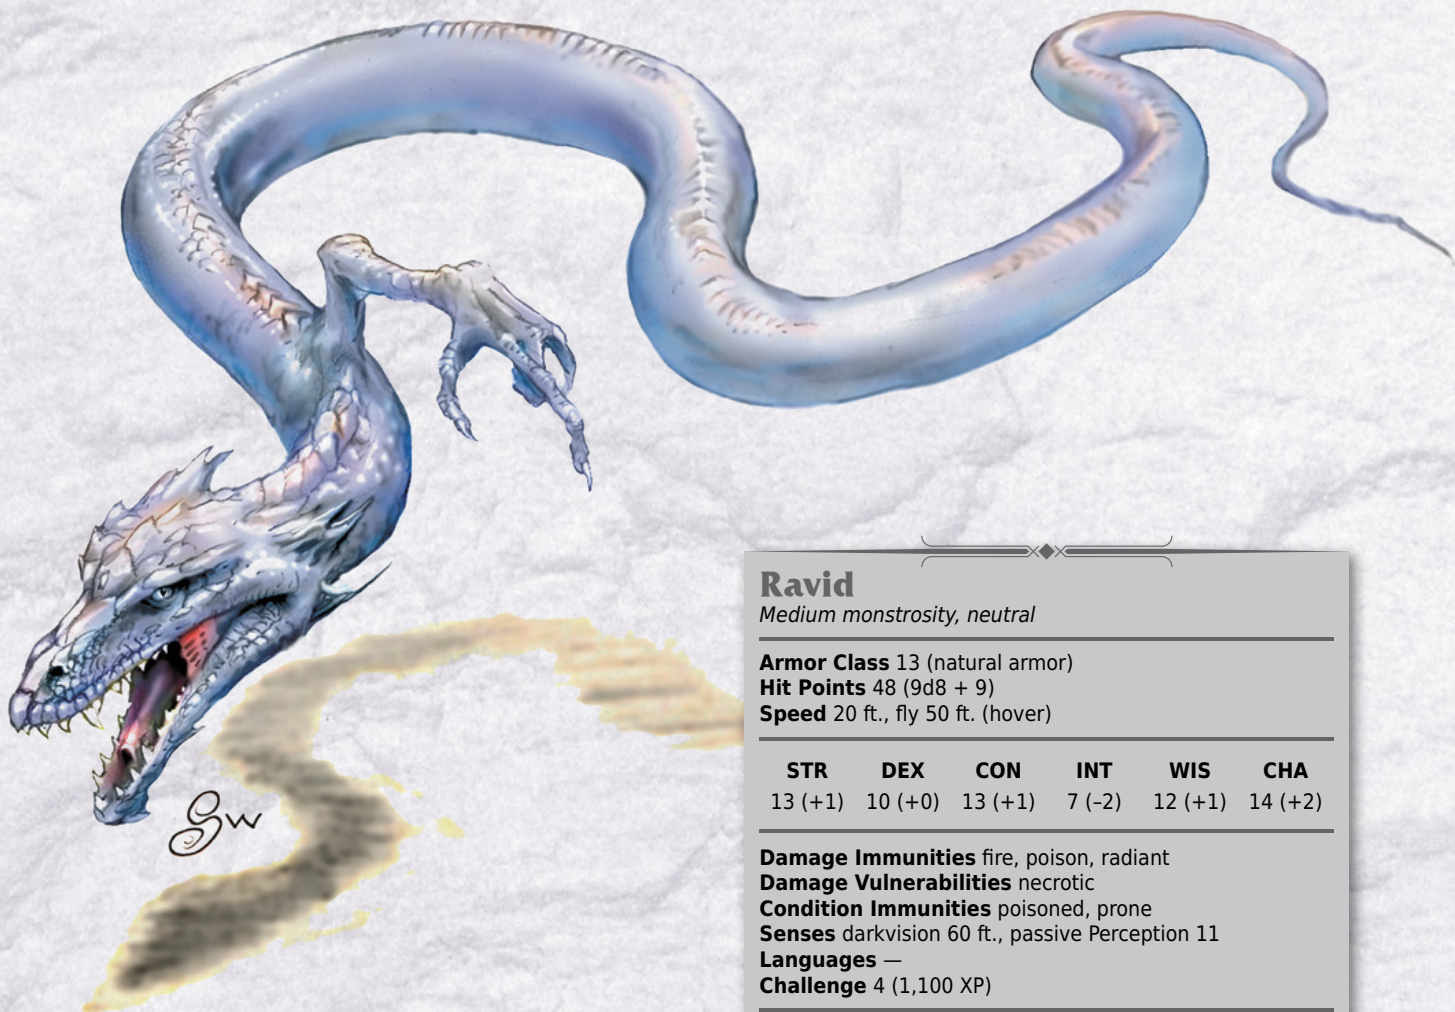 Ravid
Medium monstrosity, neutral
Armor Class 13 (natural armor)
Hit Points 48 (9d8 + 9)
Speed 20 ft., fly 50 ft. (hover)
STR DEX CON INT WIS CHA
13 (+1) 10 (+0) 13 (+1) 7 (–2) 12 (+1) 14 (+2)
Damage Immunities fire, poison, radiant
Damage Vulnerabilities necrotic
Condition Immunities poisoned, prone
Senses darkvision 60 ft., passive Perception 11
Languages —
Challenge 4 (1,100 XP)
SW